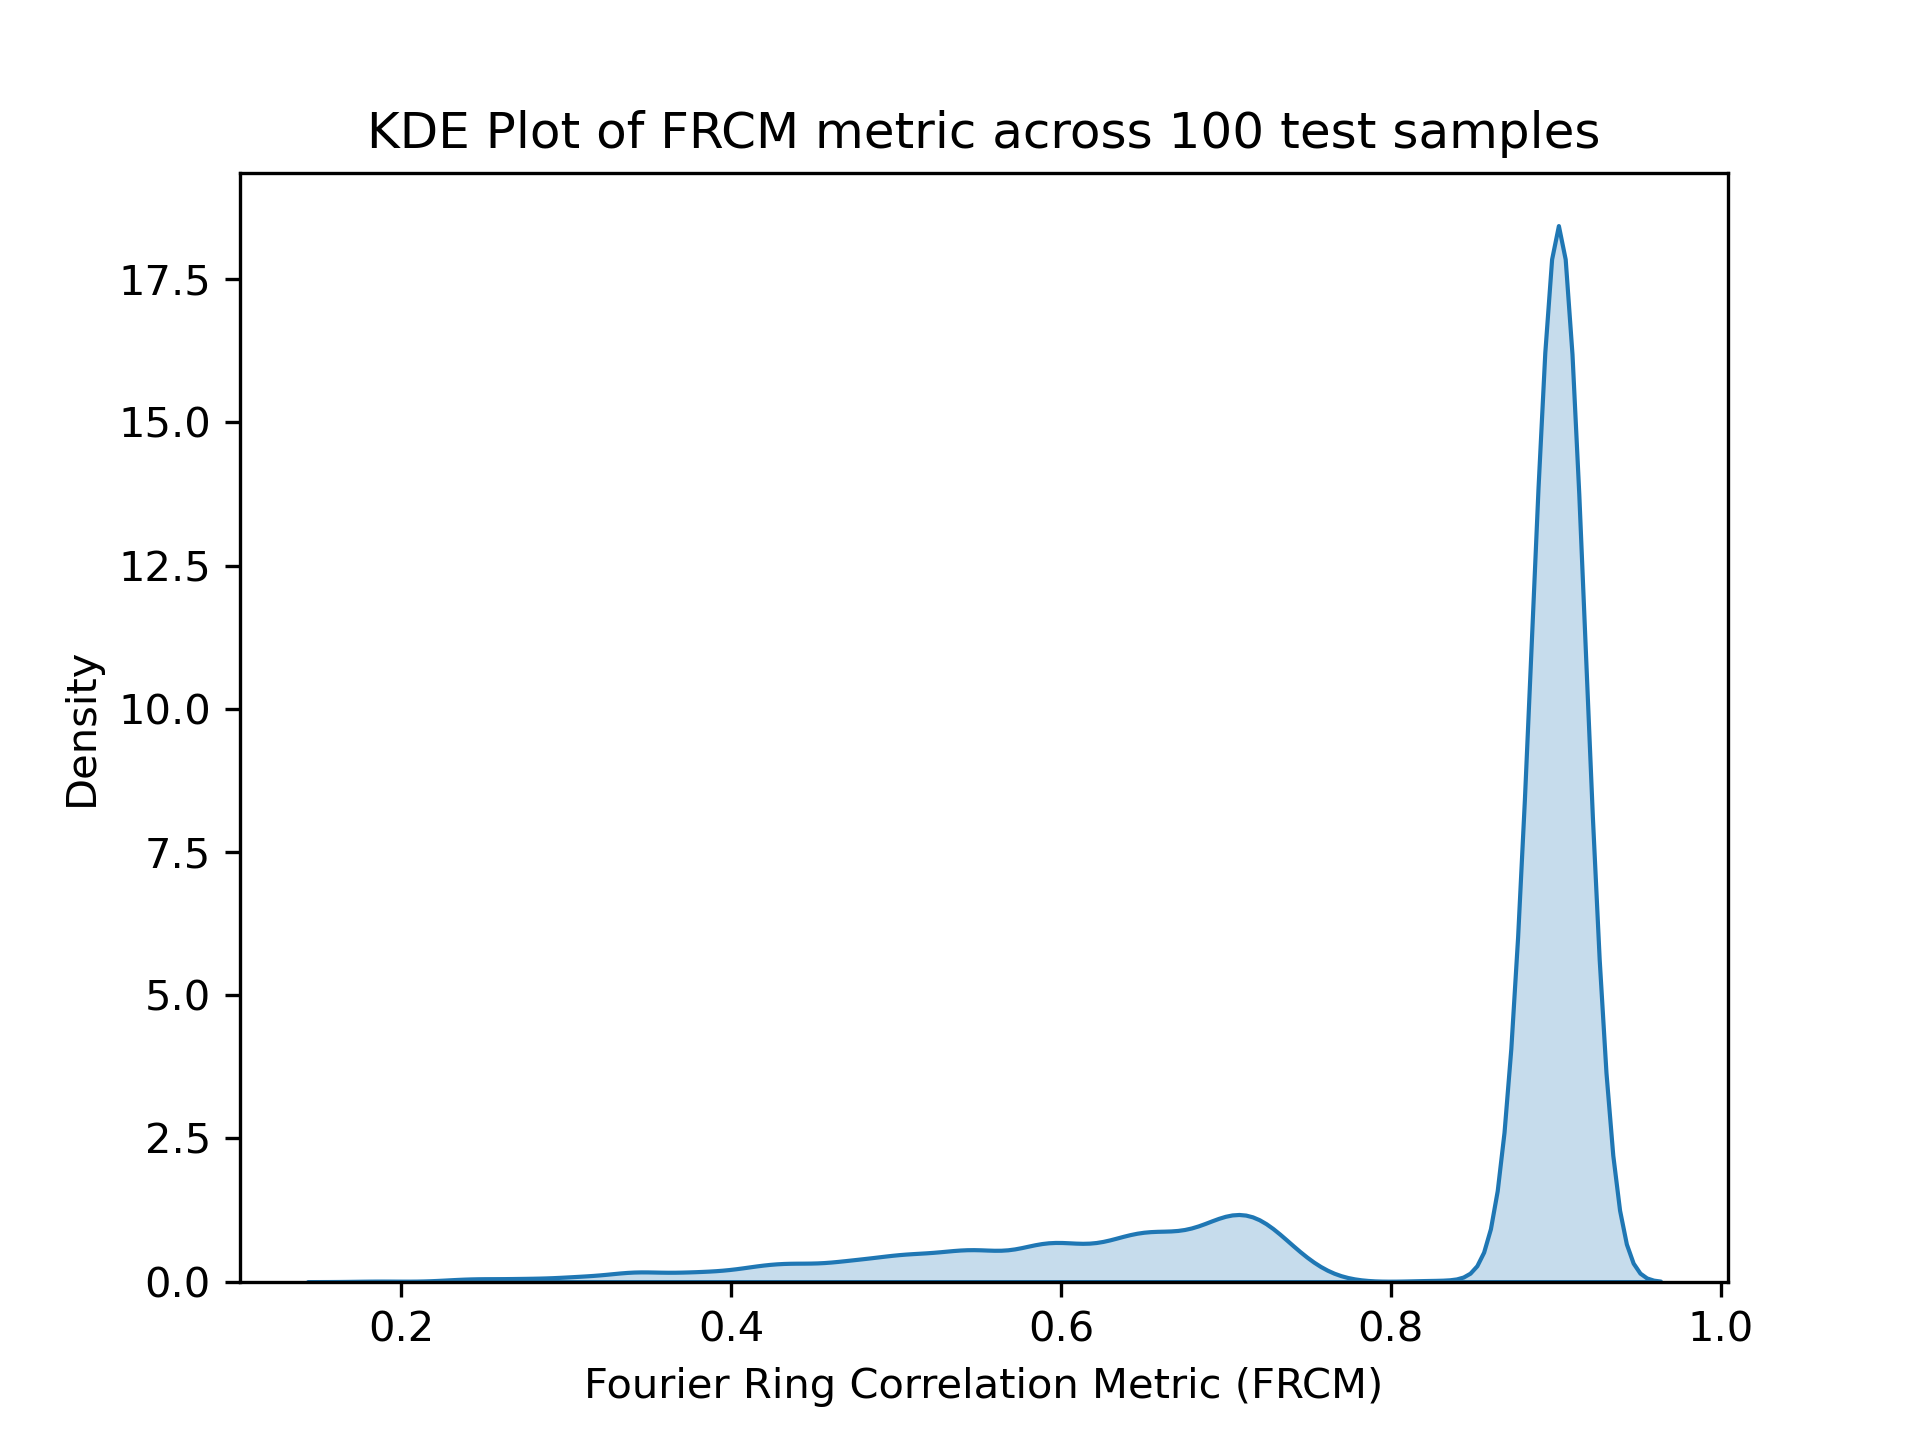 KDE Plot of FRCM metric across 100 test samples
Density
17.5
15.0
12.5
10.0
7.5
5.0
2.5
0.0
0.2 0.4 0.6 0.8 1.0
Fourier Ring Correlation Metric (FRCM)